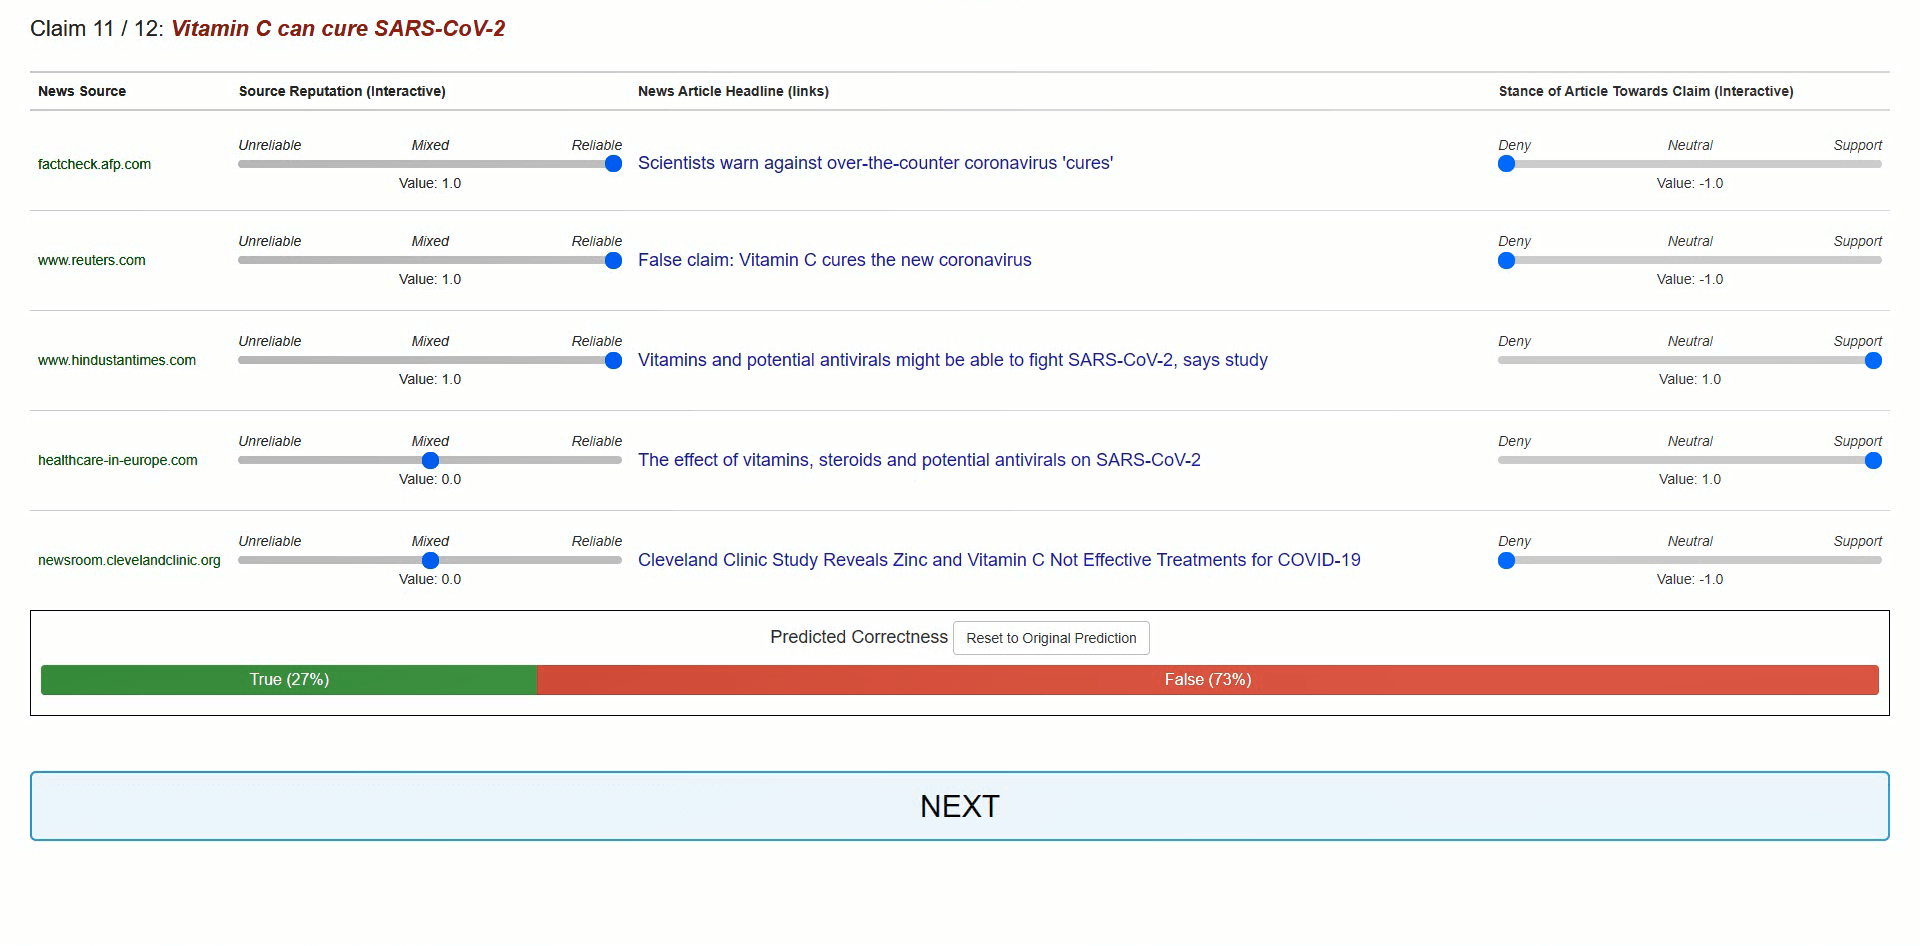 Claim 11 / 12: Vitamin C can cure SARS-CoV-2
News Source Source Reputation (Interactive) News Article Headline (links) Stance of Article Towards Claim (Interactive)
Unreliable Mixed Reliable Deny Neutral Support
factcheck.afp.com Scientists warn against over-the-counter coronavirus 'cures'
Value: 1.0 Value: -1.0
Unreliable Mixed Reliable Deny Neutral Support
www.reuters.com False claim: Vitamin C cures the new coronavirus
Value: 1.0 Value: -1.0
Unreliable Mixed Reliable Deny Neutral Support
www.hindustantimes.com Vitamins and potential antivirals might be able to fight SARS-CoV-2, says study
Value: 1.0 Value: 1.0
Unreliable Mixed Reliable Deny Neutral Support
healthcare-in-europe.com The effect of vitamins, steroids and potential antivirals on SARS-CoV-2
Value: 0.0 Value: 1.0
Unreliable Mixed Reliable Deny Neutral Support
newsroom.clevelandclinic.org Cleveland Clinic Study Reveals Zinc and Vitamin C Not Effective Treatments for COVID-19
Value: 0.0 Value: -1.0
Predicted Correctness Reset to Original Prediction
True (27%) False (73%)
NEXT